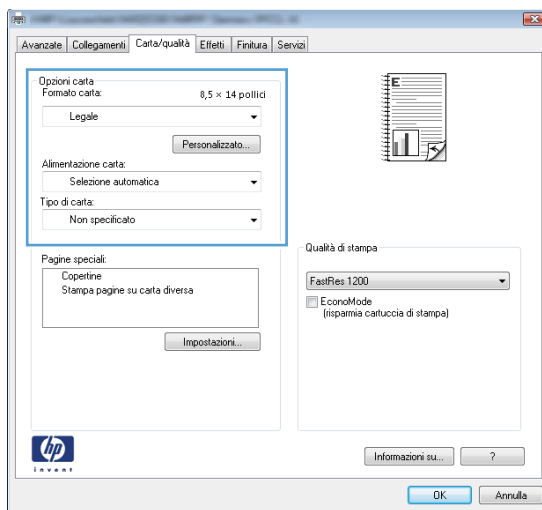 Avanzate Collegamenti Carta/qualità Effetti Finitura Servizi
Opzioni carta
Formato carta: 8,5 × 14 pollici
Legale
Personalizzato...
Alimentazione carta:
Selezione automatica
Tipo di carta:
Non specificato
E
Pagine speciali:
Copertine
Stampa pagine su carta diversa
Impostazioni...
Qualità di stampa
FastRes 1200
EconoMode
(risparmia cartuccia di stampa)
hp
invent
Informazioni su... ?
OK Annulla